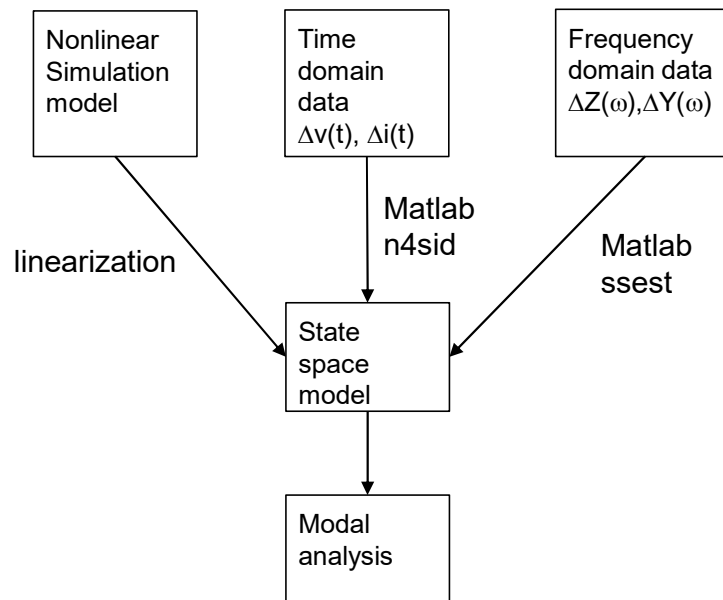 Nonlinear
Simulation
model
Time
domain
data
Δv(t), Δi(t)
Frequency
domain data
ΔZ(ω),ΔY(ω)
linearization
Matlab
n4sid
Matlab
ssest
State
space
model
Modal
analysis